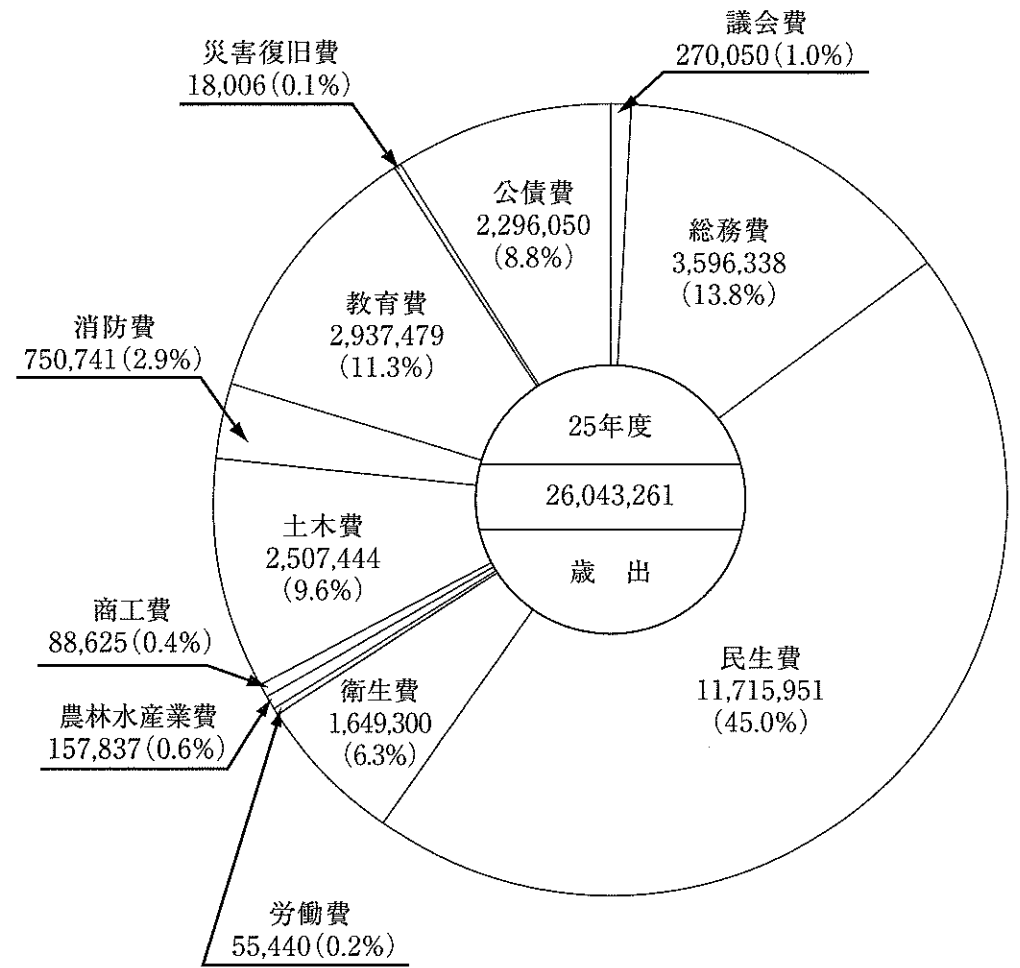 議会費
270,050(1.0%)
総務費
3,596,338
(13.8%)
民生費
11,715,951
(45.0%)
衛生費
1,649,300
(6.3%)
労働費
55,440(0.2%)
農林水産業費
157,837(0.6%)
商工費
88,625(0.4%)
土木費
2,507,444
(9.6%)
消防費
750,741(2.9%)
教育費
2,937,479
(11.3%)
災害復旧費
18,006(0.1%)
公債費
2,296,050
(8.8%)
25年度
26,043,261
歳 出